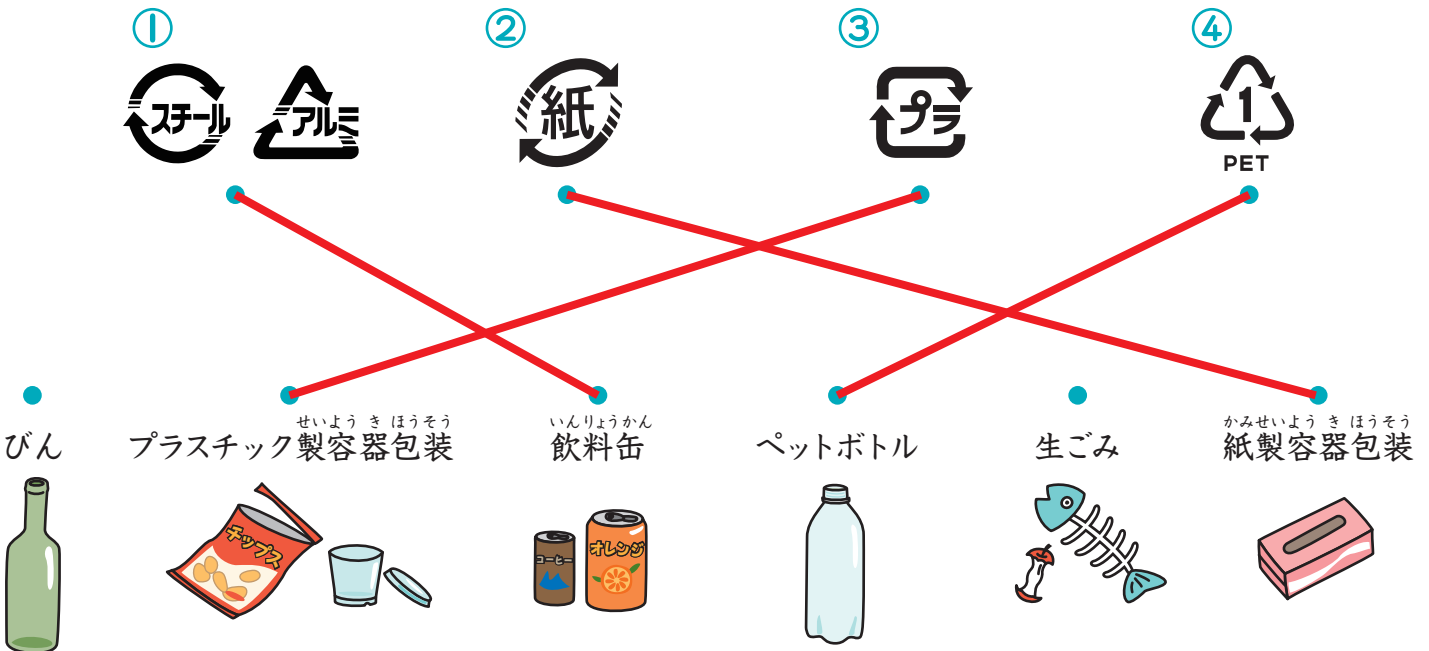 ① ② ③ ④
スチール アルミ 紙 プラ 1
PET
せいようきほうそう いんりょうかん かみせいようきほうそう
びん プラスチック製容器包装 飲料缶 ペットボトル 生ごみ 紙製容器包装
チップス コーヒー オレンジ